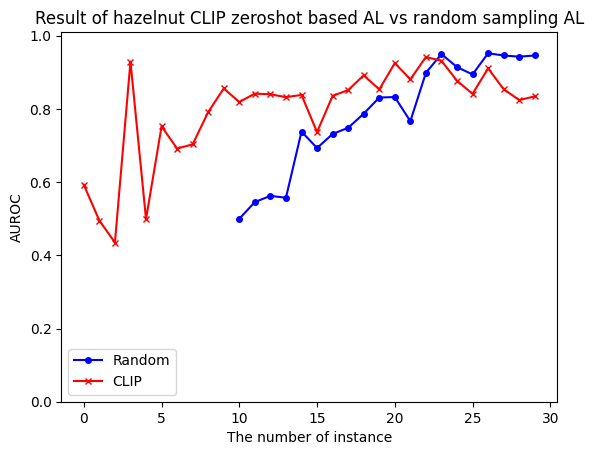 Result of hazelnut CLIP zeroshot based AL vs random sampling AL
1.0
0.8
0.6
0.4
0.2
0.0
AUROC
Random
CLIP
0 5 10 15 20 25 30
The number of instance